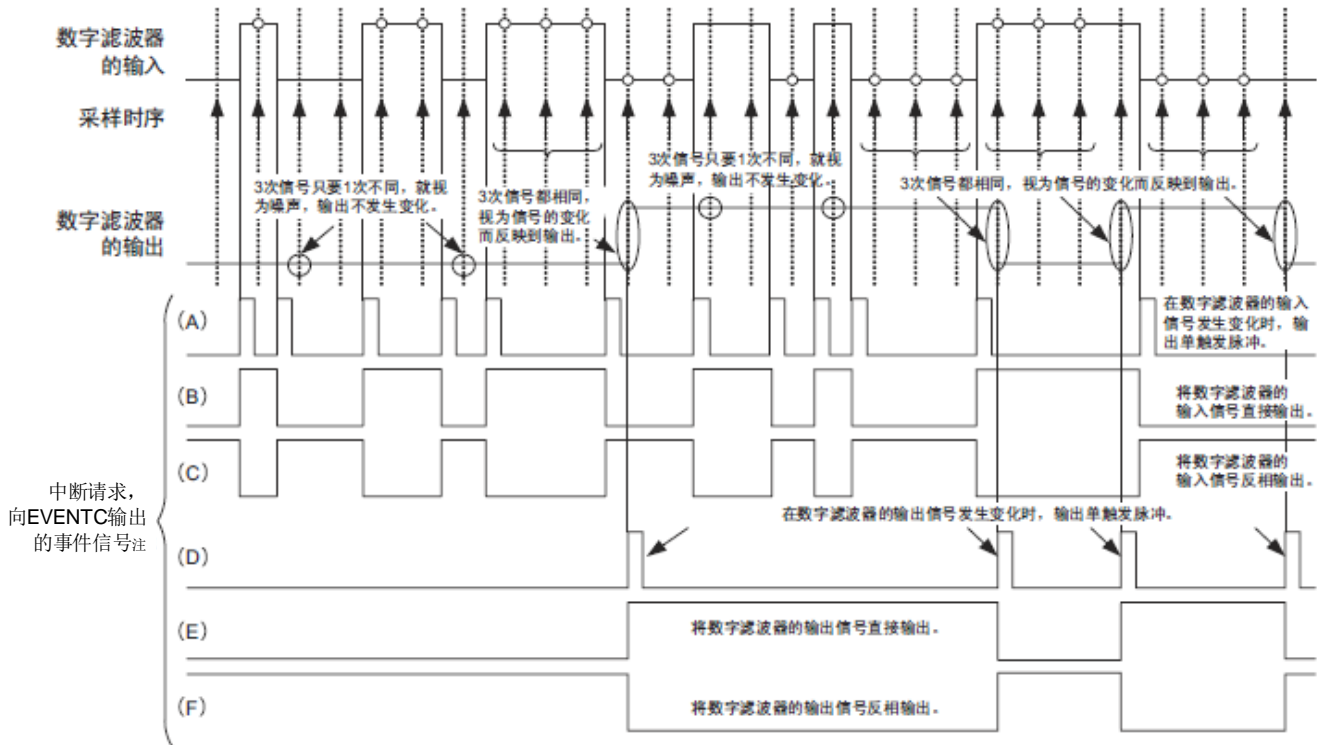 数字滤波器
的输入
采样时序
3次信号只要1次不同，就视
为噪声，输出不发生变化。
3次信号都相同，
视为信号的变化
而反映到输出。
3次信号只要1次不同，就视
为噪声，输出不发生变化。
3次信号都相同，视为信号的变化而反映到输出。
数字滤波器
的输出
(A)
在数字滤波器的输入
信号发生变化时，输
出单触发脉冲。
(B)
将数字滤波器的
输入信号直接输出。
(C)
将数字滤波器的
输入信号反相输出。
中断请求，
向EVENTC输出
的事件信号注
在数字滤波器的输出信号发生变化时，输出单触发脉冲。
(D)
(E)
将数字滤波器的输出信号直接输出。
(F)
将数字滤波器的输出信号反相输出。